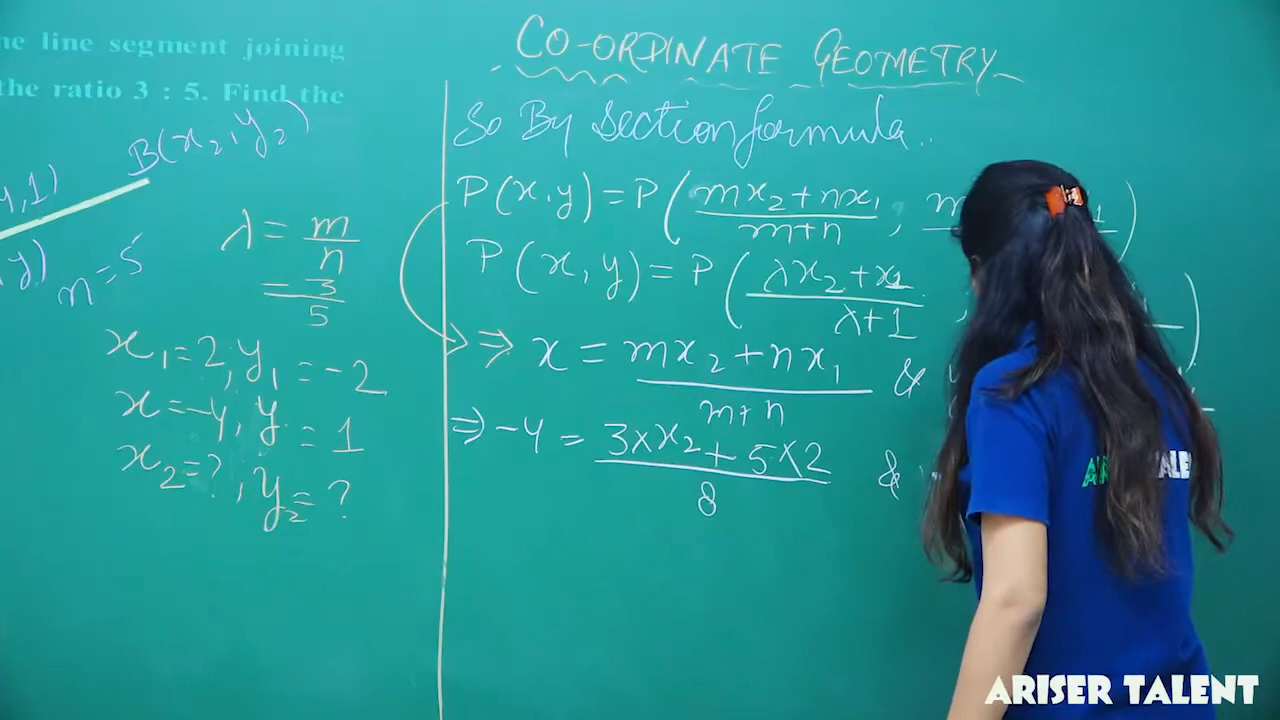 ne line segment joining
the ratio 3 : 5. Find the
B(x₂, y₂)
,1)
y)
n = 5
λ = m/n
= 3/5
x₁ = 2, y₁ = -2
x = -4, y = 1
x₂ = ?, y₂ = ?
CO-ORDINATE GEOMETRY
So By Section formula..
P(x, y) = P( (mx₂ + nx₁)/(m+n) , m
P(x, y) = P( (λx₂ + x₁)/(λ+1) ,
⇒ x = (mx₂ + nx₁)/(m+n) &
⇒ -4 = (3×x₂ + 5×2)/8 &
ARISER TALENT